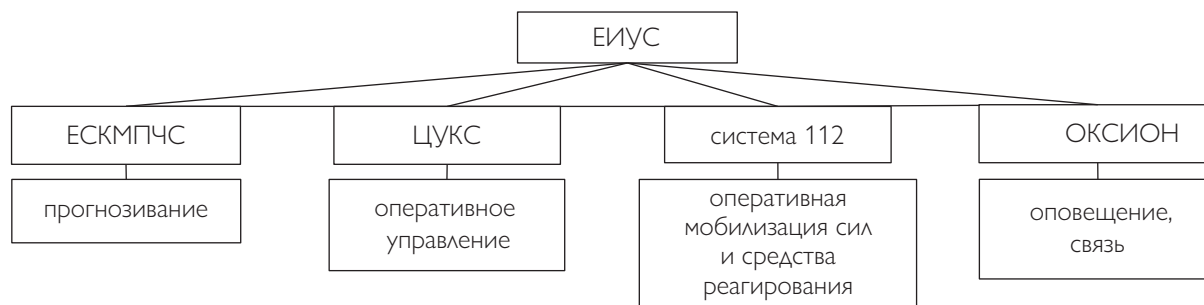 ЕИУС
ЕСКМПЧС
ЦУКС
система 112
ОКСИОН
прогнозивание
оперативное
управление
оперативная
мобилизация сил
и средства
реагирования
оповещение,
связь